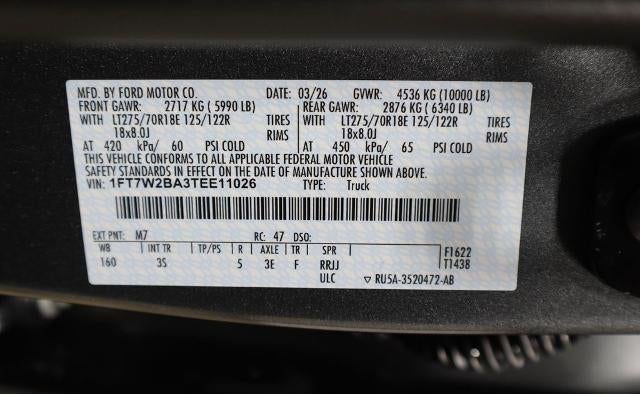 MFD. BY FORD MOTOR CO. DATE: 03/26 GVWR: 4536 KG (10000 LB)
FRONT GAWR: 2717 KG (5990 LB) REAR GAWR: 2876 KG (6340 LB)
WITH LT275/70R18E 125/122R TIRES WITH LT275/70R18E 125/122R TIRES
18x8.0J RIMS 18x8.0J RIMS
AT 420 kPa/ 60 PSI COLD AT 450 kPa/ 65 PSI COLD
THIS VEHICLE CONFORMS TO ALL APPLICABLE FEDERAL MOTOR VEHICLE
SAFETY STANDARDS IN EFFECT ON THE DATE OF MANUFACTURE SHOWN ABOVE.
VIN: 1FT7W2BA3TEE11026 TYPE: Truck
EXT PNT: M7 RC: 47 DSO:
WB INT TR TP/PS R AXLE TR SPR F1622
160 3S 5 3E F RRJJ T1438
ULC ▽ RU5A-3520472-AB